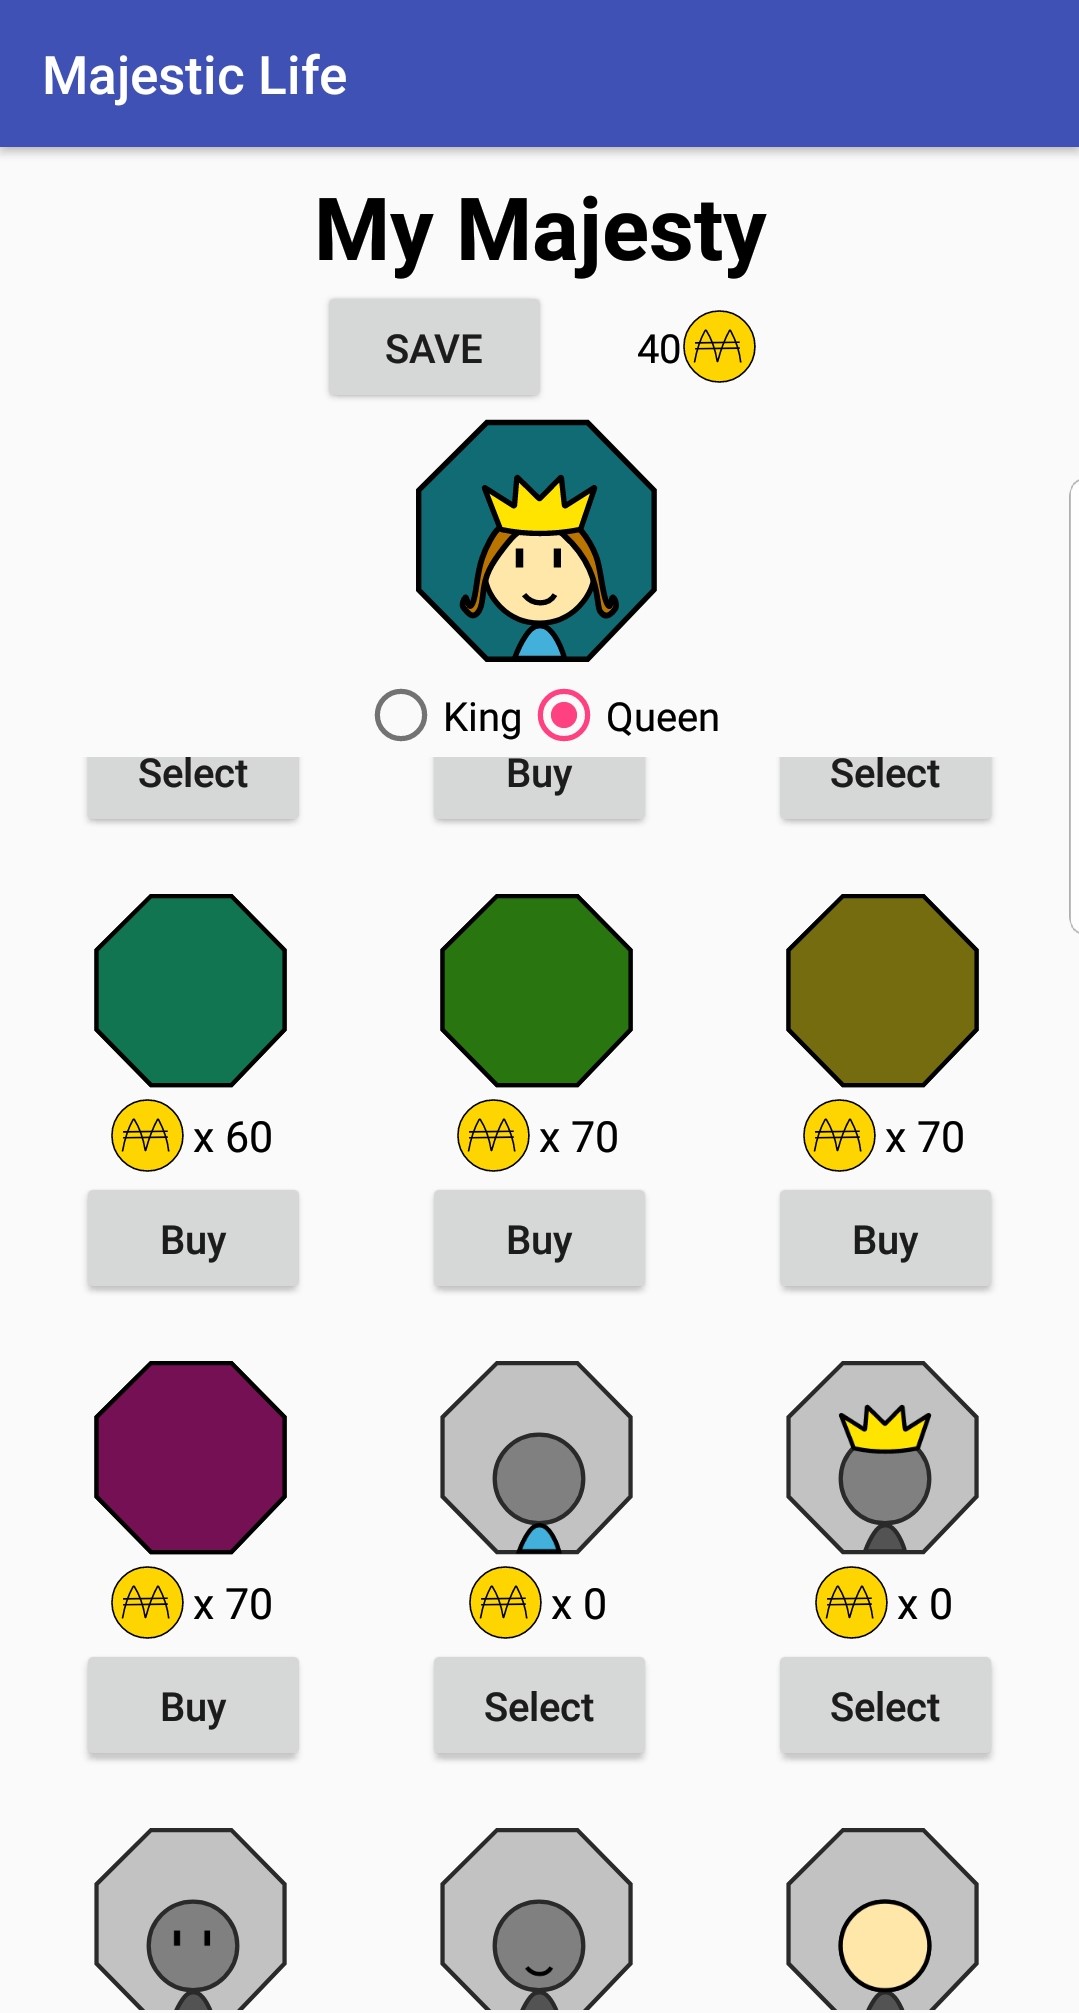 Majestic Life
My Majesty
SAVE 40
King Queen
Select Buy Select
x 60 x 70 x 70
Buy Buy Buy
x 70 x 0 x 0
Buy Select Select